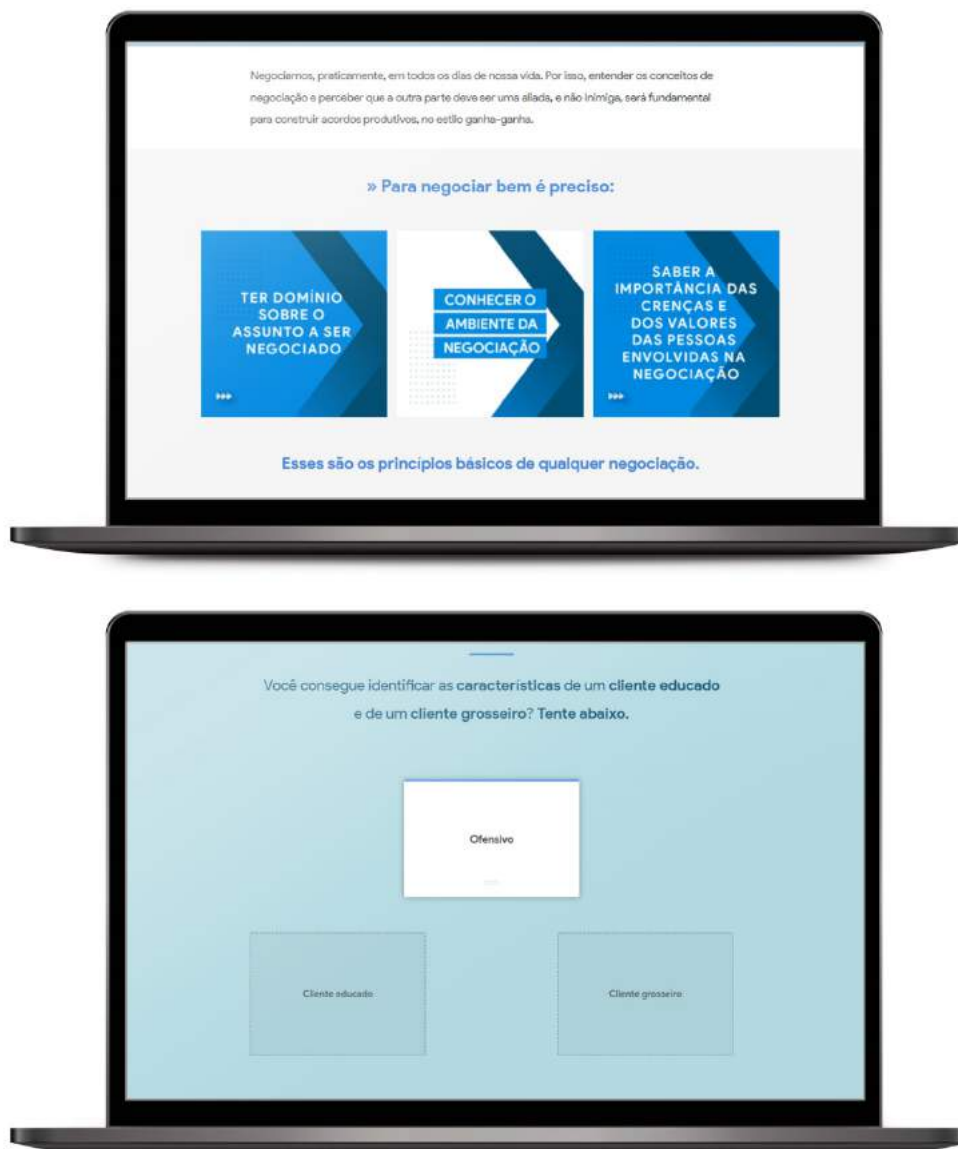 Negociamos, praticamente, em todos os dias de nossa vida. Por isso, entender os conceitos de
negociação e perceber que a outra parte deve ser uma aliada, e não inimiga, será fundamental
para construir acordos produtivos, no estilo ganha-ganha.
» Para negociar bem é preciso:
TER DOMÍNIO
SOBRE O
ASSUNTO A SER
NEGOCIADO
CONHECER O
AMBIENTE DA
NEGOCIAÇÃO
SABER A
IMPORTÂNCIA DAS
CRENÇAS E
DOS VALORES
DAS PESSOAS
ENVOLVIDAS NA
NEGOCIAÇÃO
Esses são os princípios básicos de qualquer negociação.
Você consegue identificar as características de um cliente educado
e de um cliente grosseiro? Tente abaixo.
Ofensivo
Cliente educado
Cliente grosseiro